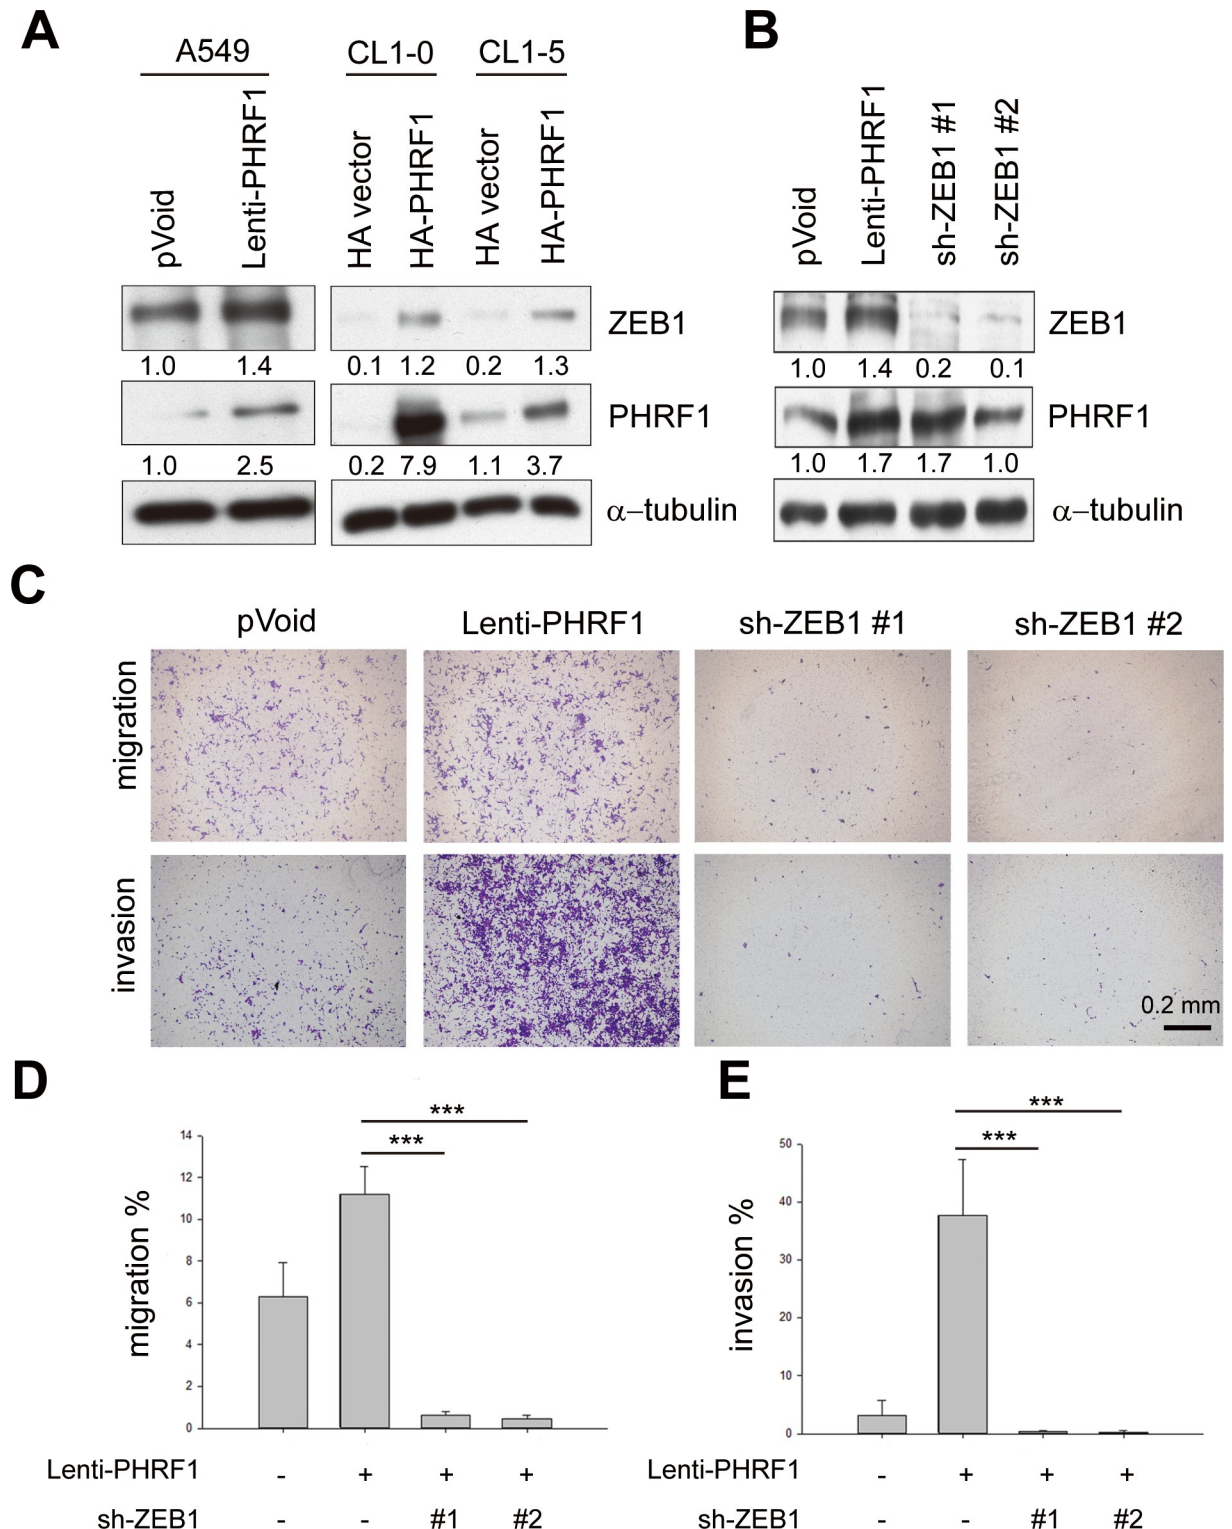 A
A549
CL1-0
CL1-5
pVoid
Lenti-PHRF1
HA vector
HA-PHRF1
HA vector
HA-PHRF1
ZEB1
1.0 1.4 0.1 1.2 0.2 1.3
PHRF1
1.0 2.5 0.2 7.9 1.1 3.7
α–tubulin
B
pVoid
Lenti-PHRF1
sh-ZEB1 #1
sh-ZEB1 #2
ZEB1
1.0 1.4 0.2 0.1
PHRF1
1.0 1.7 1.7 1.0
α–tubulin
C
pVoid Lenti-PHRF1 sh-ZEB1 #1 sh-ZEB1 #2
migration
invasion
0.2 mm
D
***
***
migration %
14
12
10
8
6
4
2
0
Lenti-PHRF1 - + + +
sh-ZEB1 - - #1 #2
E
***
***
invasion %
50
40
30
20
10
0
Lenti-PHRF1 - + + +
sh-ZEB1 - - #1 #2